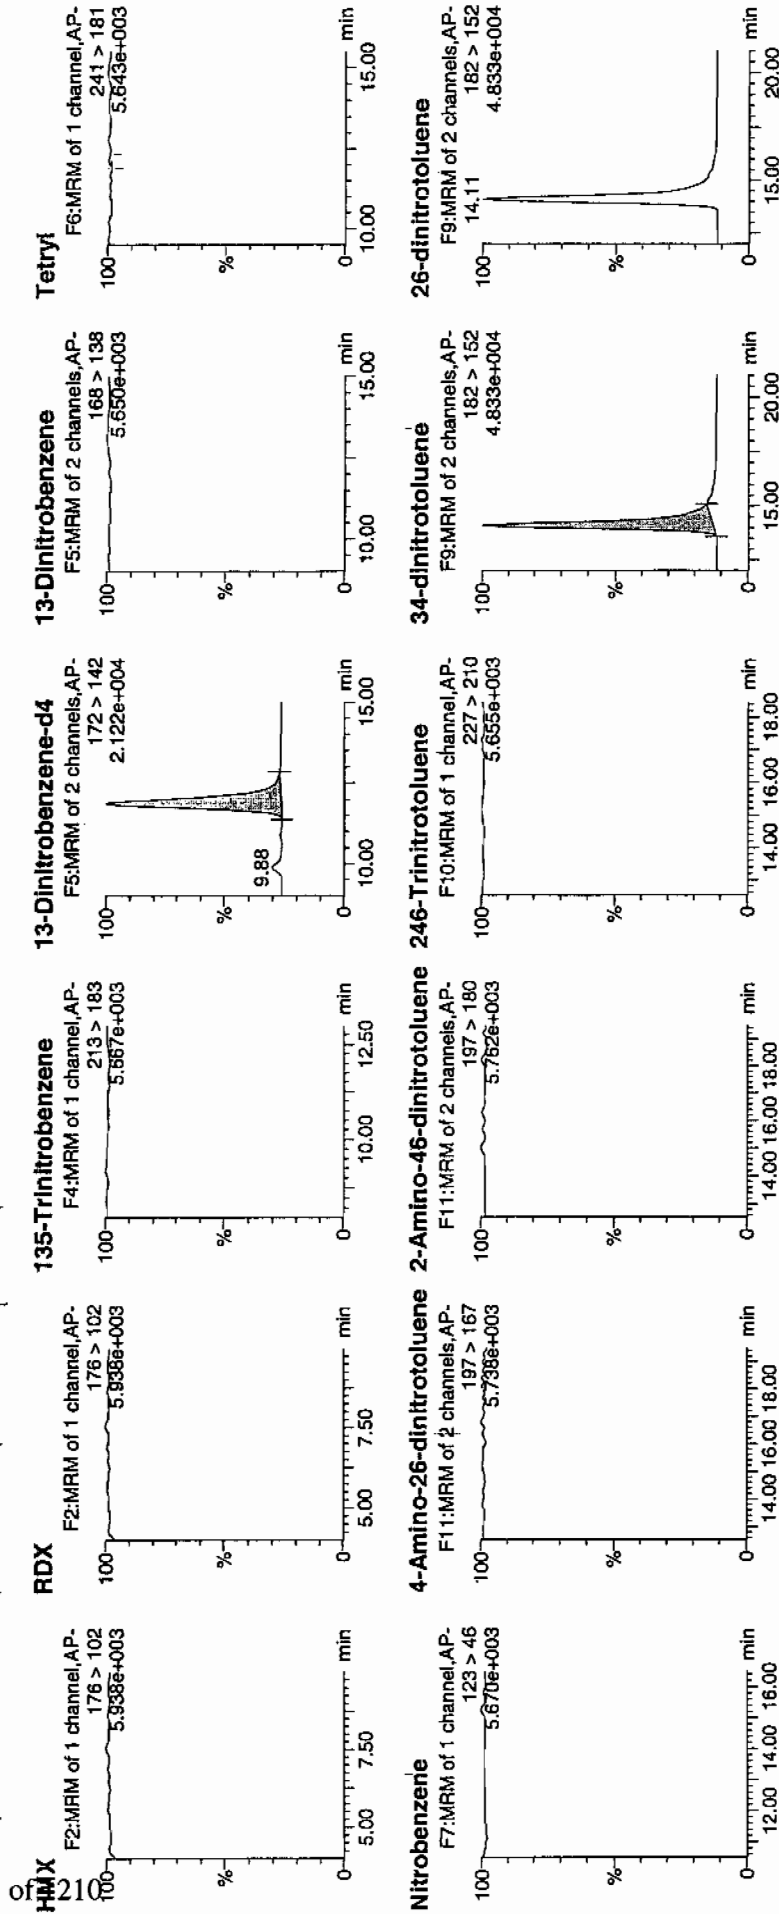 HMX
F2:MRM of 1 channel,AP-
176 > 102
5.938e+003
100
%
0
5.00 7.50 min
RDX
F2:MRM of 1 channel,AP-
176 > 102
5.938e+003
100
%
0
5.00 7.50 min
135-Trinitrobenzene
F4:MRM of 1 channel,AP-
213 > 183
5.667e+003
100
%
0
10.00 12.50 min
13-Dinitrobenzene-d4
F5:MRM of 2 channels,AP-
172 > 142
2.122e+004
100
%
9.88
0
10.00 15.00 min
13-Dinitrobenzene
F5:MRM of 2 channels,AP-
168 > 138
5.650e+003
100
%
0
10.00 15.00 min
Tetryl
F6:MRM of 1 channel,AP-
241 > 181
5.643e+003
100
%
0
10.00 15.00 min
Nitrobenzene
F7:MRM of 1 channel,AP-
123 > 46
5.670e+003
100
%
0
12.00 14.00 16.00 min
4-Amino-26-dinitrotoluene
F11:MRM of 2 channels,AP-
197 > 167
5.738e+003
100
%
0
14.00 16.00 18.00 min
2-Amino-46-dinitrotoluene
F11:MRM of 2 channels,AP-
197 > 180
5.762e+003
100
%
0
14.00 16.00 18.00 min
246-Trinitrotoluene
F10:MRM of 1 channel,AP-
227 > 210
5.655e+003
100
%
0
14.00 16.00 18.00 min
34-dinitrotoluene
F9:MRM of 2 channels,AP-
182 > 152
4.833e+004
100
%
0
15.00 20.00 min
26-dinitrotoluene
F9:MRM of 2 channels,AP-
182 > 152
14.11
4.833e+004
100
%
0
15.00 20.00 min
of 210